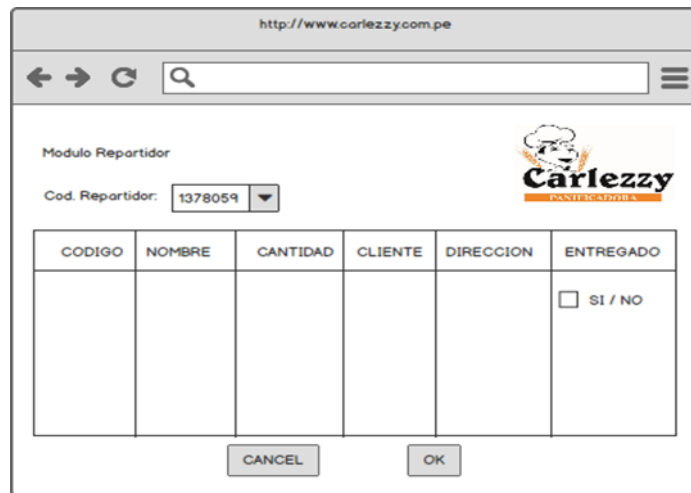 http://www.carlezzy.com.pe
Modulo Repartidor
Cod. Repartidor: 1378059
Carlezzy
PANIFICADORA
CODIGO NOMBRE CANTIDAD CLIENTE DIRECCION ENTREGADO
SI / NO
CANCEL OK